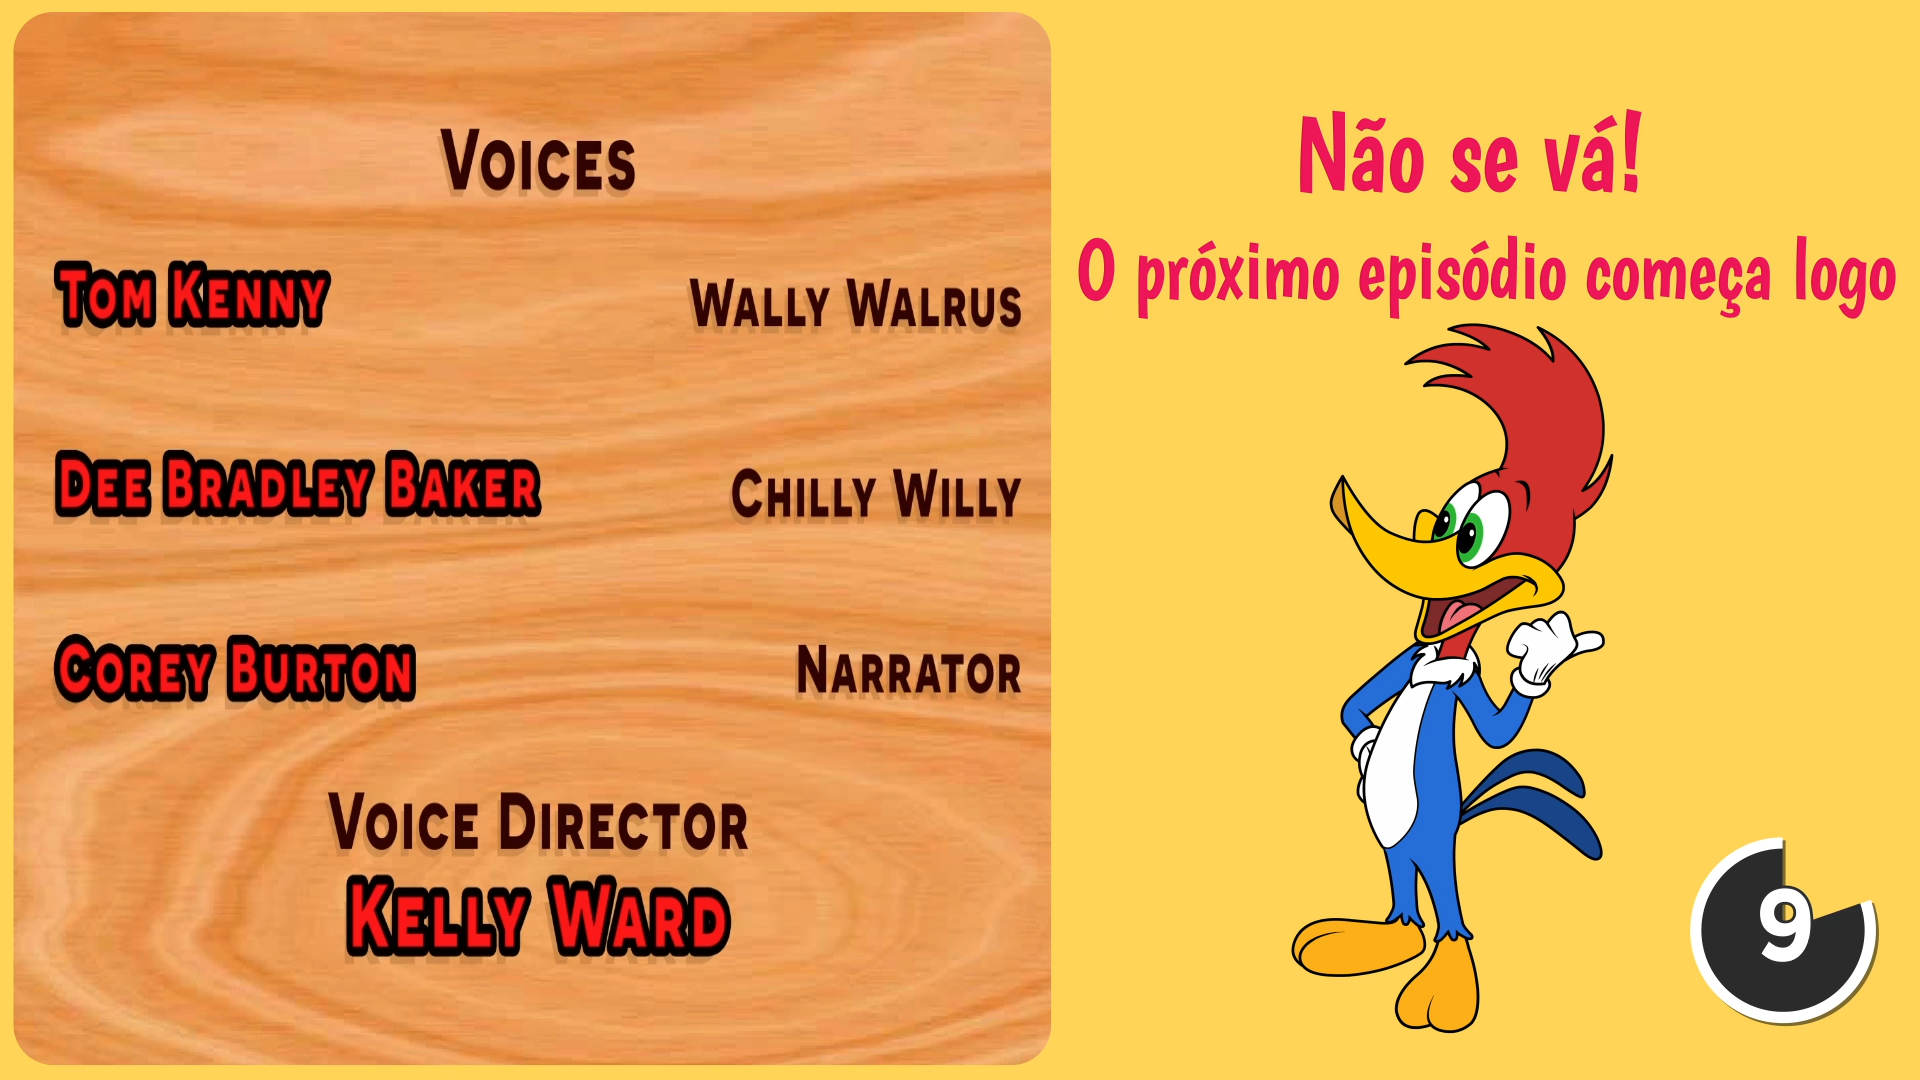 Voices
Tom Kenny Wally Walrus
Dee Bradley Baker Chilly Willy
Corey Burton Narrator
Voice Director
Kelly Ward
Não se vá!
O próximo episódio começa logo
9